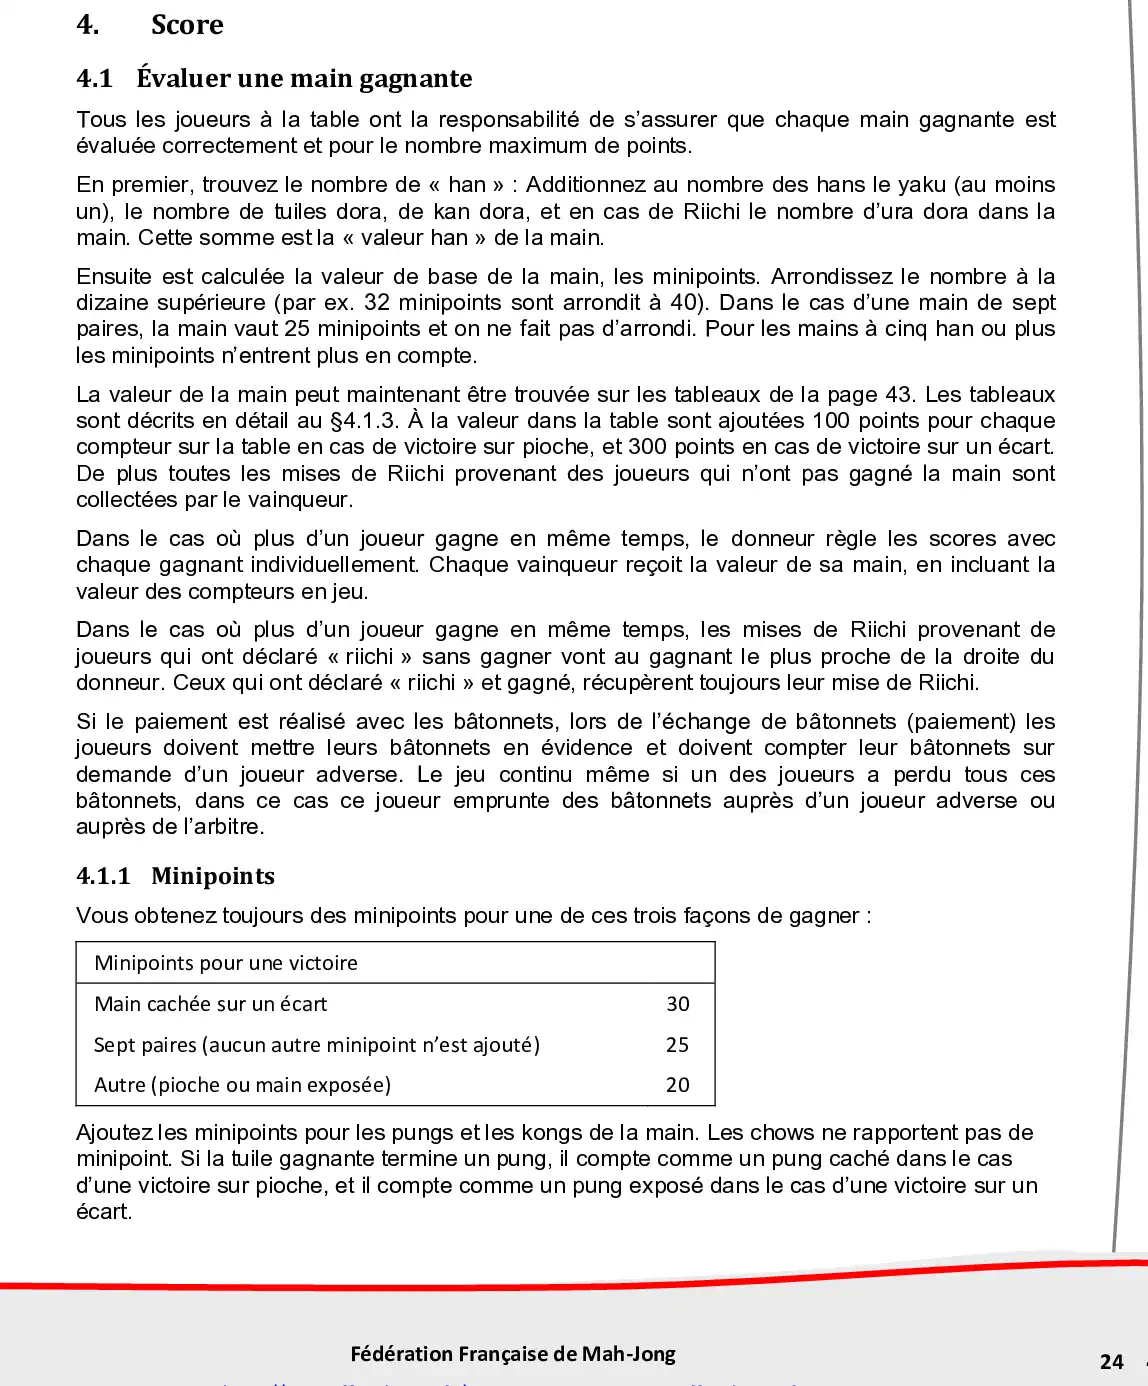 4. Score
4.1 Évaluer une main gagnante
Tous les joueurs à la table ont la responsabilité de s’assurer que chaque main gagnante est
évaluée correctement et pour le nombre maximum de points.
En premier, trouvez le nombre de « han » : Additionnez au nombre des hans le yaku (au moins
un), le nombre de tuiles dora, de kan dora, et en cas de Riichi le nombre d’ura dora dans la
main. Cette somme est la « valeur han » de la main.
Ensuite est calculée la valeur de base de la main, les minipoints. Arrondissez le nombre à la
dizaine supérieure (par ex. 32 minipoints sont arrondit à 40). Dans le cas d’une main de sept
paires, la main vaut 25 minipoints et on ne fait pas d’arrondi. Pour les mains à cinq han ou plus
les minipoints n’entrent plus en compte.
La valeur de la main peut maintenant être trouvée sur les tableaux de la page 43. Les tableaux
sont décrits en détail au §4.1.3. À la valeur dans la table sont ajoutées 100 points pour chaque
compteur sur la table en cas de victoire sur pioche, et 300 points en cas de victoire sur un écart.
De plus toutes les mises de Riichi provenant des joueurs qui n’ont pas gagné la main sont
collectées par le vainqueur.
Dans le cas où plus d’un joueur gagne en même temps, le donneur règle les scores avec
chaque gagnant individuellement. Chaque vainqueur reçoit la valeur de sa main, en incluant la
valeur des compteurs en jeu.
Dans le cas où plus d’un joueur gagne en même temps, les mises de Riichi provenant de
joueurs qui ont déclaré « riichi » sans gagner vont au gagnant le plus proche de la droite du
donneur. Ceux qui ont déclaré « riichi » et gagné, récupèrent toujours leur mise de Riichi.
Si le paiement est réalisé avec les bâtonnets, lors de l’échange de bâtonnets (paiement) les
joueurs doivent mettre leurs bâtonnets en évidence et doivent compter leur bâtonnets sur
demande d’un joueur adverse. Le jeu continu même si un des joueurs a perdu tous ces
bâtonnets, dans ce cas ce joueur emprunte des bâtonnets auprès d’un joueur adverse ou
auprès de l’arbitre.
4.1.1 Minipoints
Vous obtenez toujours des minipoints pour une de ces trois façons de gagner :
Minipoints pour une victoire
Main cachée sur un écart 30
Sept paires (aucun autre minipoint n’est ajouté) 25
Autre (pioche ou main exposée) 20
Ajoutez les minipoints pour les pungs et les kongs de la main. Les chows ne rapportent pas de
minipoint. Si la tuile gagnante termine un pung, il compte comme un pung caché dans le cas
d’une victoire sur pioche, et il compte comme un pung exposé dans le cas d’une victoire sur un
écart.
Fédération Française de Mah-Jong
24